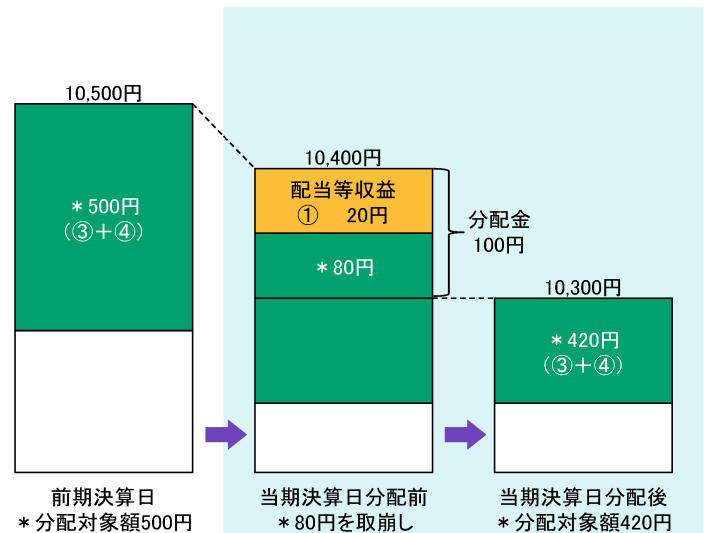 10,500円
＊500円
(③＋④)
前期決算日
＊分配対象額500円
10,400円
配当等収益
① 20円
＊80円
分配金
100円
当期決算日分配前
＊80円を取崩し
10,300円
＊420円
(③＋④)
当期決算日分配後
＊分配対象額420円